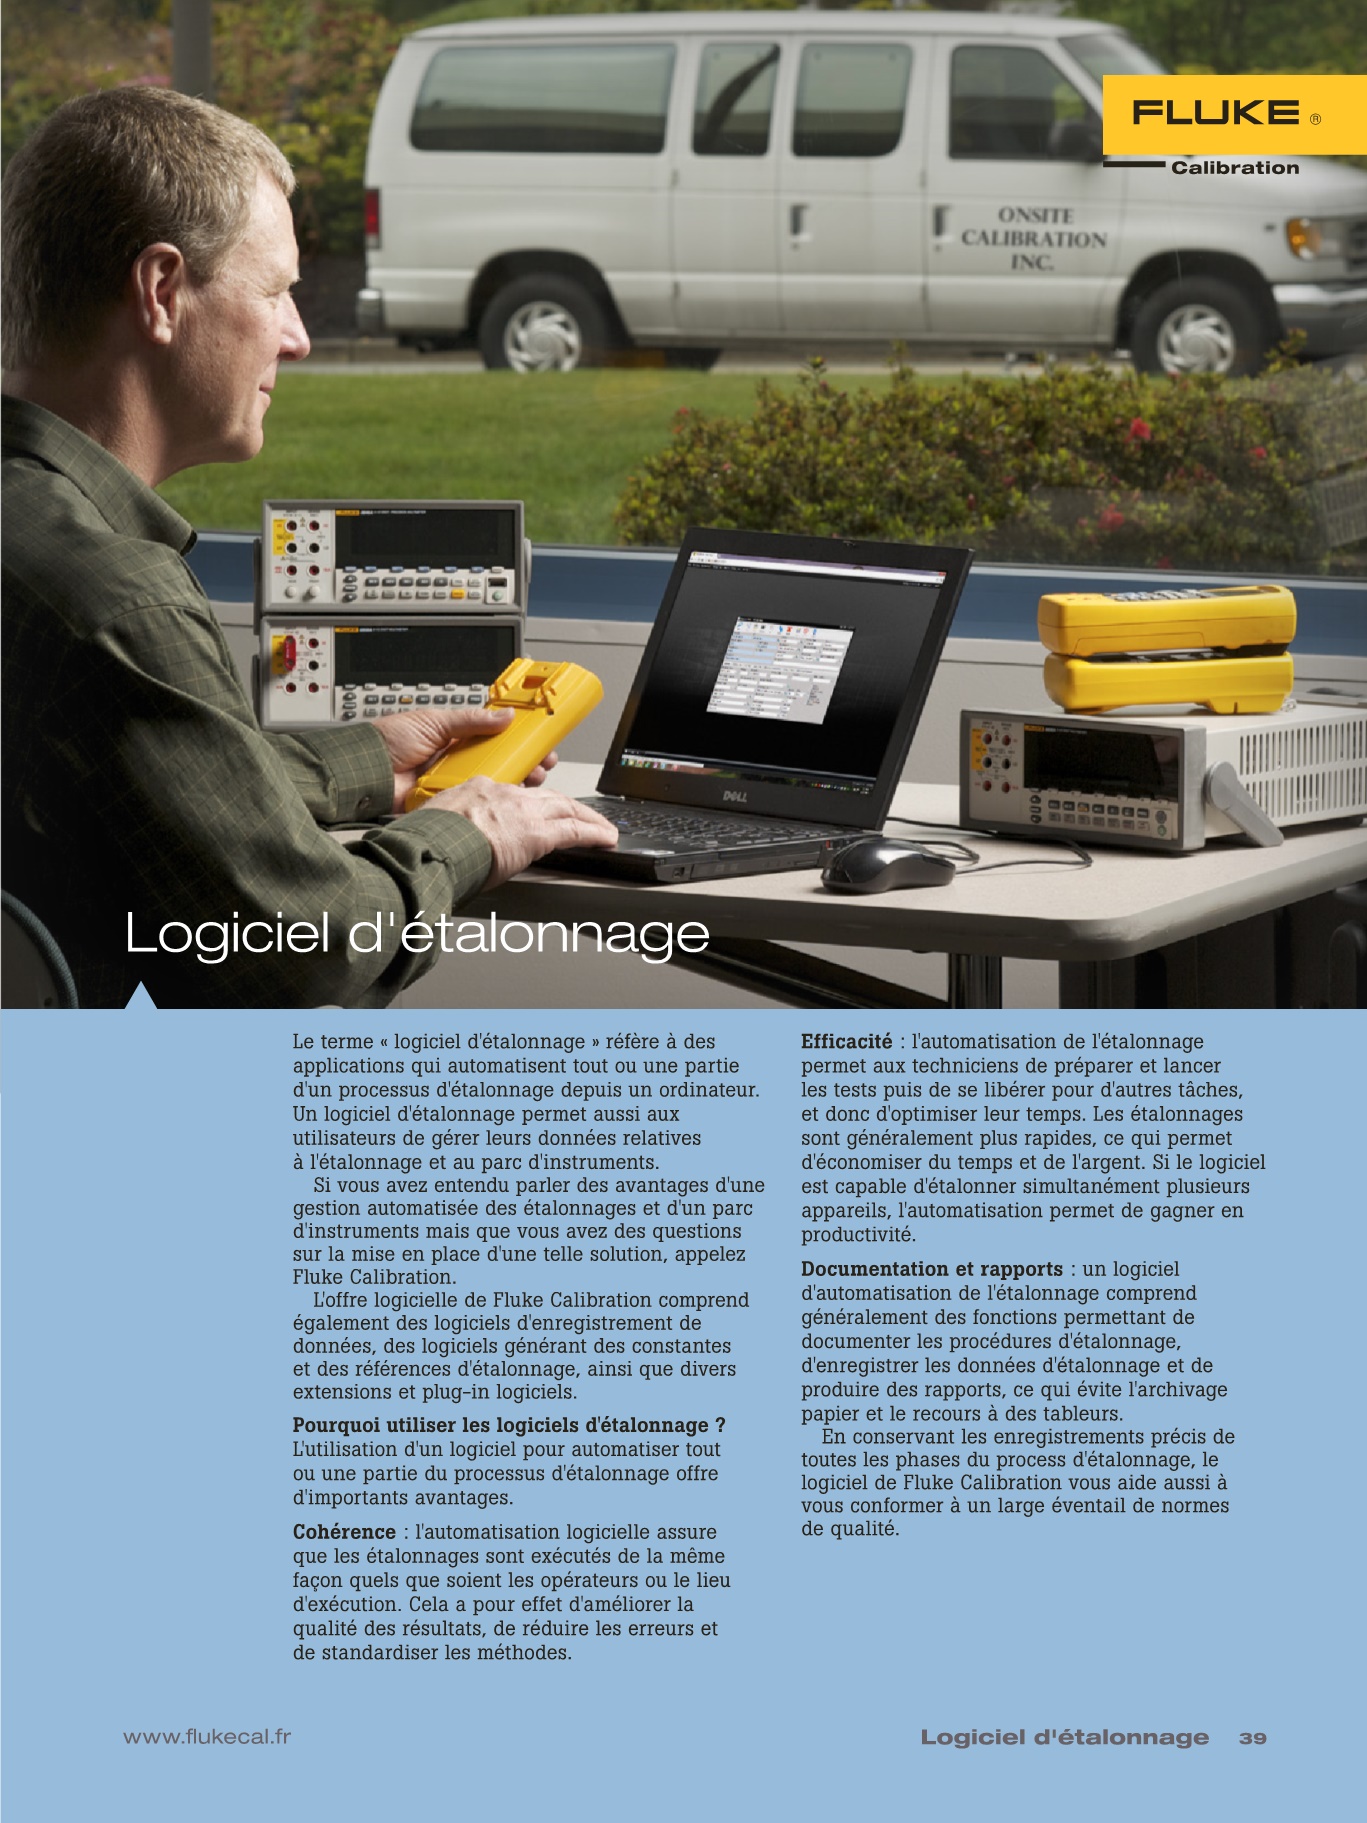 FLUKE ®
Calibration
ONSITE
CALIBRATION
INC.
FLUKE
FLUKE
FLUKE
DELL
Logiciel d'étalonnage
Le terme « logiciel d'étalonnage » réfère à des
applications qui automatisent tout ou une partie
d'un processus d'étalonnage depuis un ordinateur.
Un logiciel d'étalonnage permet aussi aux
utilisateurs de gérer leurs données relatives
à l'étalonnage et au parc d'instruments.
Si vous avez entendu parler des avantages d'une
gestion automatisée des étalonnages et d'un parc
d'instruments mais que vous avez des questions
sur la mise en place d'une telle solution, appelez
Fluke Calibration.
L'offre logicielle de Fluke Calibration comprend
également des logiciels d'enregistrement de
données, des logiciels générant des constantes
et des références d'étalonnage, ainsi que divers
extensions et plug-in logiciels.
Pourquoi utiliser les logiciels d'étalonnage ?
L'utilisation d'un logiciel pour automatiser tout
ou une partie du processus d'étalonnage offre
d'importants avantages.
Cohérence : l'automatisation logicielle assure
que les étalonnages sont exécutés de la même
façon quels que soient les opérateurs ou le lieu
d'exécution. Cela a pour effet d'améliorer la
qualité des résultats, de réduire les erreurs et
de standardiser les méthodes.
Efficacité : l'automatisation de l'étalonnage
permet aux techniciens de préparer et lancer
les tests puis de se libérer pour d'autres tâches,
et donc d'optimiser leur temps. Les étalonnages
sont généralement plus rapides, ce qui permet
d'économiser du temps et de l'argent. Si le logiciel
est capable d'étalonner simultanément plusieurs
appareils, l'automatisation permet de gagner en
productivité.
Documentation et rapports : un logiciel
d'automatisation de l'étalonnage comprend
généralement des fonctions permettant de
documenter les procédures d'étalonnage,
d'enregistrer les données d'étalonnage et de
produire des rapports, ce qui évite l'archivage
papier et le recours à des tableurs.
En conservant les enregistrements précis de
toutes les phases du process d'étalonnage, le
logiciel de Fluke Calibration vous aide aussi à
vous conformer à un large éventail de normes
de qualité.
www.flukecal.fr
Logiciel d'étalonnage 39